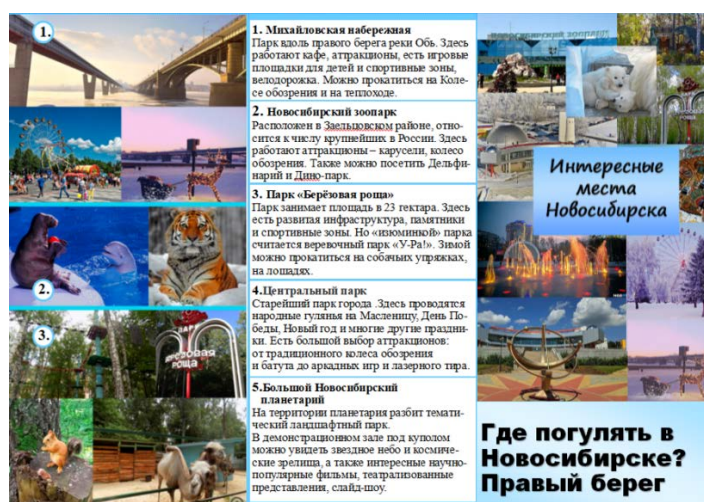 1.
2.
3.
1. Михайловская набережная
Парк вдоль правого берега реки Обь. Здесь
работают кафе, аттракционы, есть игровые
площадки для детей и спортивные зоны,
велодорожка. Можно прокатиться на Коле-
се обозрения и на теплоходе.
2. Новосибирский зоопарк
Расположен в Заельцовском районе, отно-
сится к числу крупнейших в России. Здесь
работают аттракционы – карусели, колесо
обозрения. Также можно посетить Дельфи-
нарий и Дино-парк.
3. Парк «Берёзовая роща»
Парк занимает площадь в 23 гектара. Здесь
есть развитая инфраструктура, памятники
и спортивные зоны. Но «изюминкой» парка
считается веревочный парк «У-Ра!». Зимой
можно прокатиться на собачьих упряжках,
на лошадях.
4.Центральный парк
Старейший парк города .Здесь проводятся
народные гулянья на Масленицу, День По-
беды, Новый год и многие другие праздни-
ки. Есть большой выбор аттракционов:
от традиционного колеса обозрения
и батута до аркадных игр и лазерного тира.
5.Большой Новосибирский
планетарий
На территории планетария разбит темати-
ческий ландшафтный парк.
В демонстрационном зале под куполом
можно увидеть звездное небо и космиче-
ские зрелища, а также интересные научно-
популярные фильмы, театрализованные
представления, слайд-шоу.
ПАРК
БЕРЁЗОВАЯ
РОЩА
НОВОСИБИРСКИЙ ЗООПАРК
РОЩА
Интересные
места
Новосибирска
Где погулять в
Новосибирске?
Правый берег